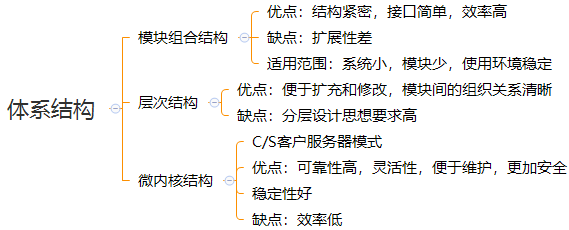 体系结构
模块组合结构
优点：结构紧密，接口简单，效率高
缺点：扩展性差
适用范围：系统小，模块少，使用环境稳定
层次结构
优点：便于扩充和修改，模块间的组织关系清晰
缺点：分层设计思想要求高
微内核结构
C/S客户服务器模式
优点：可靠性高，灵活性，便于维护，更加安全
稳定性好
缺点：效率低